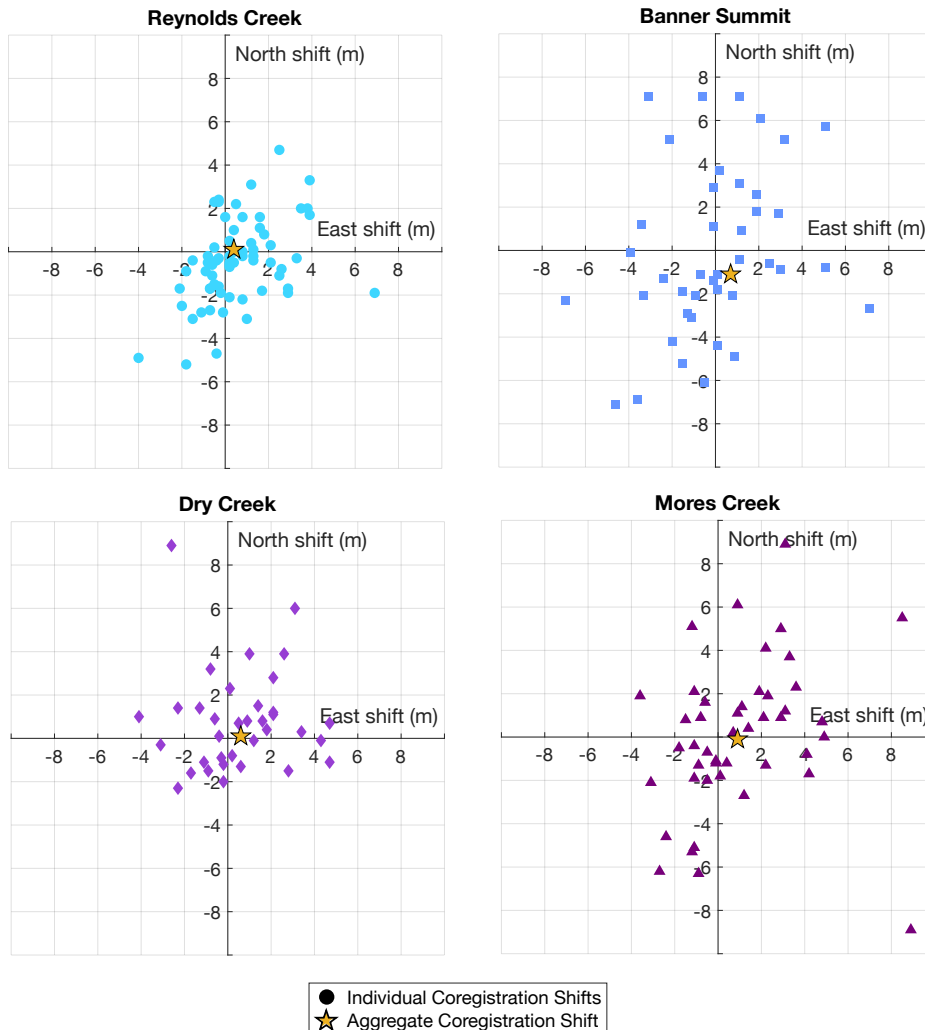 Reynolds Creek
North shift (m)
8
6
4
2
East shift (m)
-8 -6 -4 -2 2 4 6 8
-2
-4
-6
-8
Banner Summit
North shift (m)
8
6
4
2
East shift (m)
-8 -6 -4 -2 2 4 6 8
-2
-4
-6
-8
Dry Creek
North shift (m)
8
6
4
2
East shift (m)
-8 -6 -4 -2 2 4 6 8
-2
-4
-6
-8
Mores Creek
North shift (m)
8
6
4
2
East shift (m)
-8 -6 -4 -2 2 4 6 8
-2
-4
-6
-8
Individual Coregistration Shifts
Aggregate Coregistration Shift